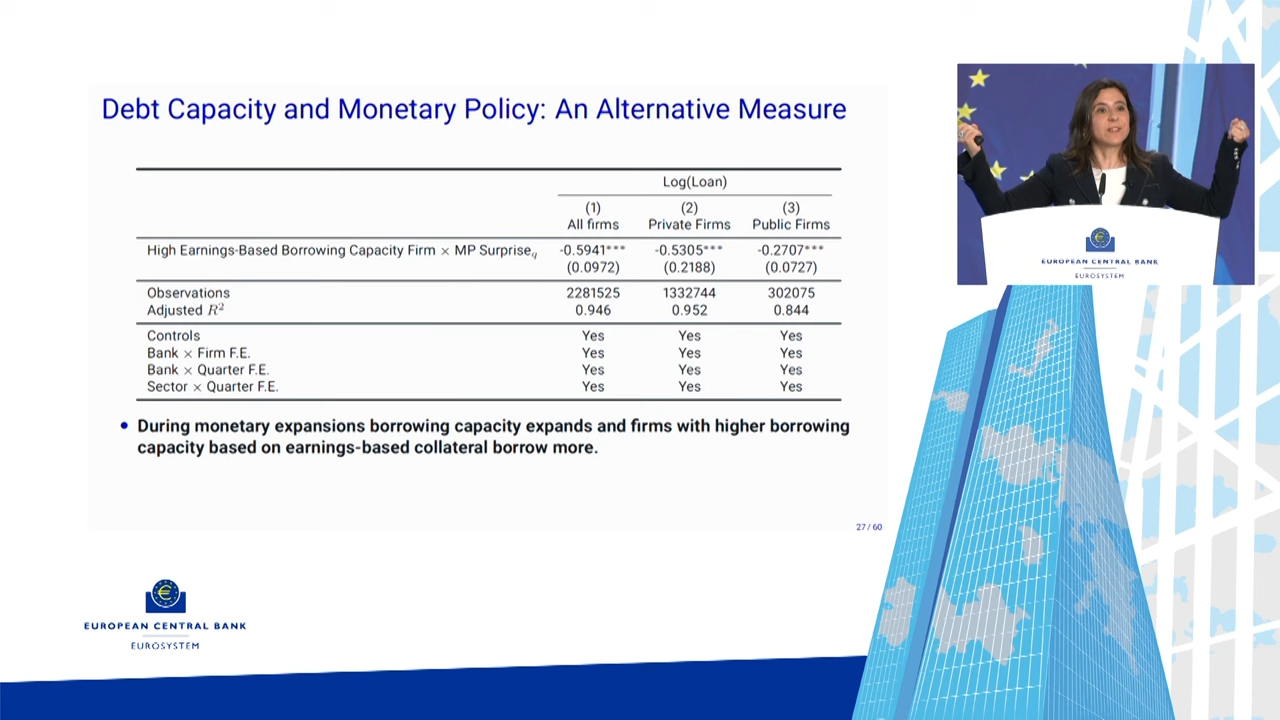 Debt Capacity and Monetary Policy: An Alternative Measure
Log(Loan)
(1) (2) (3)
All firms Private Firms Public Firms
High Earnings-Based Borrowing Capacity Firm × MP Surprise_q -0.5941*** -0.5305*** -0.2707***
(0.0972) (0.2188) (0.0727)
Observations 2281525 1332744 302075
Adjusted R² 0.946 0.952 0.844
Controls Yes Yes Yes
Bank × Firm F.E. Yes Yes Yes
Bank × Quarter F.E. Yes Yes Yes
Sector × Quarter F.E. Yes Yes Yes
• During monetary expansions borrowing capacity expands and firms with higher borrowing
capacity based on earnings-based collateral borrow more.
27 / 60
EUROPEAN CENTRAL BANK
EUROSYSTEM
EUROPEAN CENTRAL BANK
EUROSYSTEM